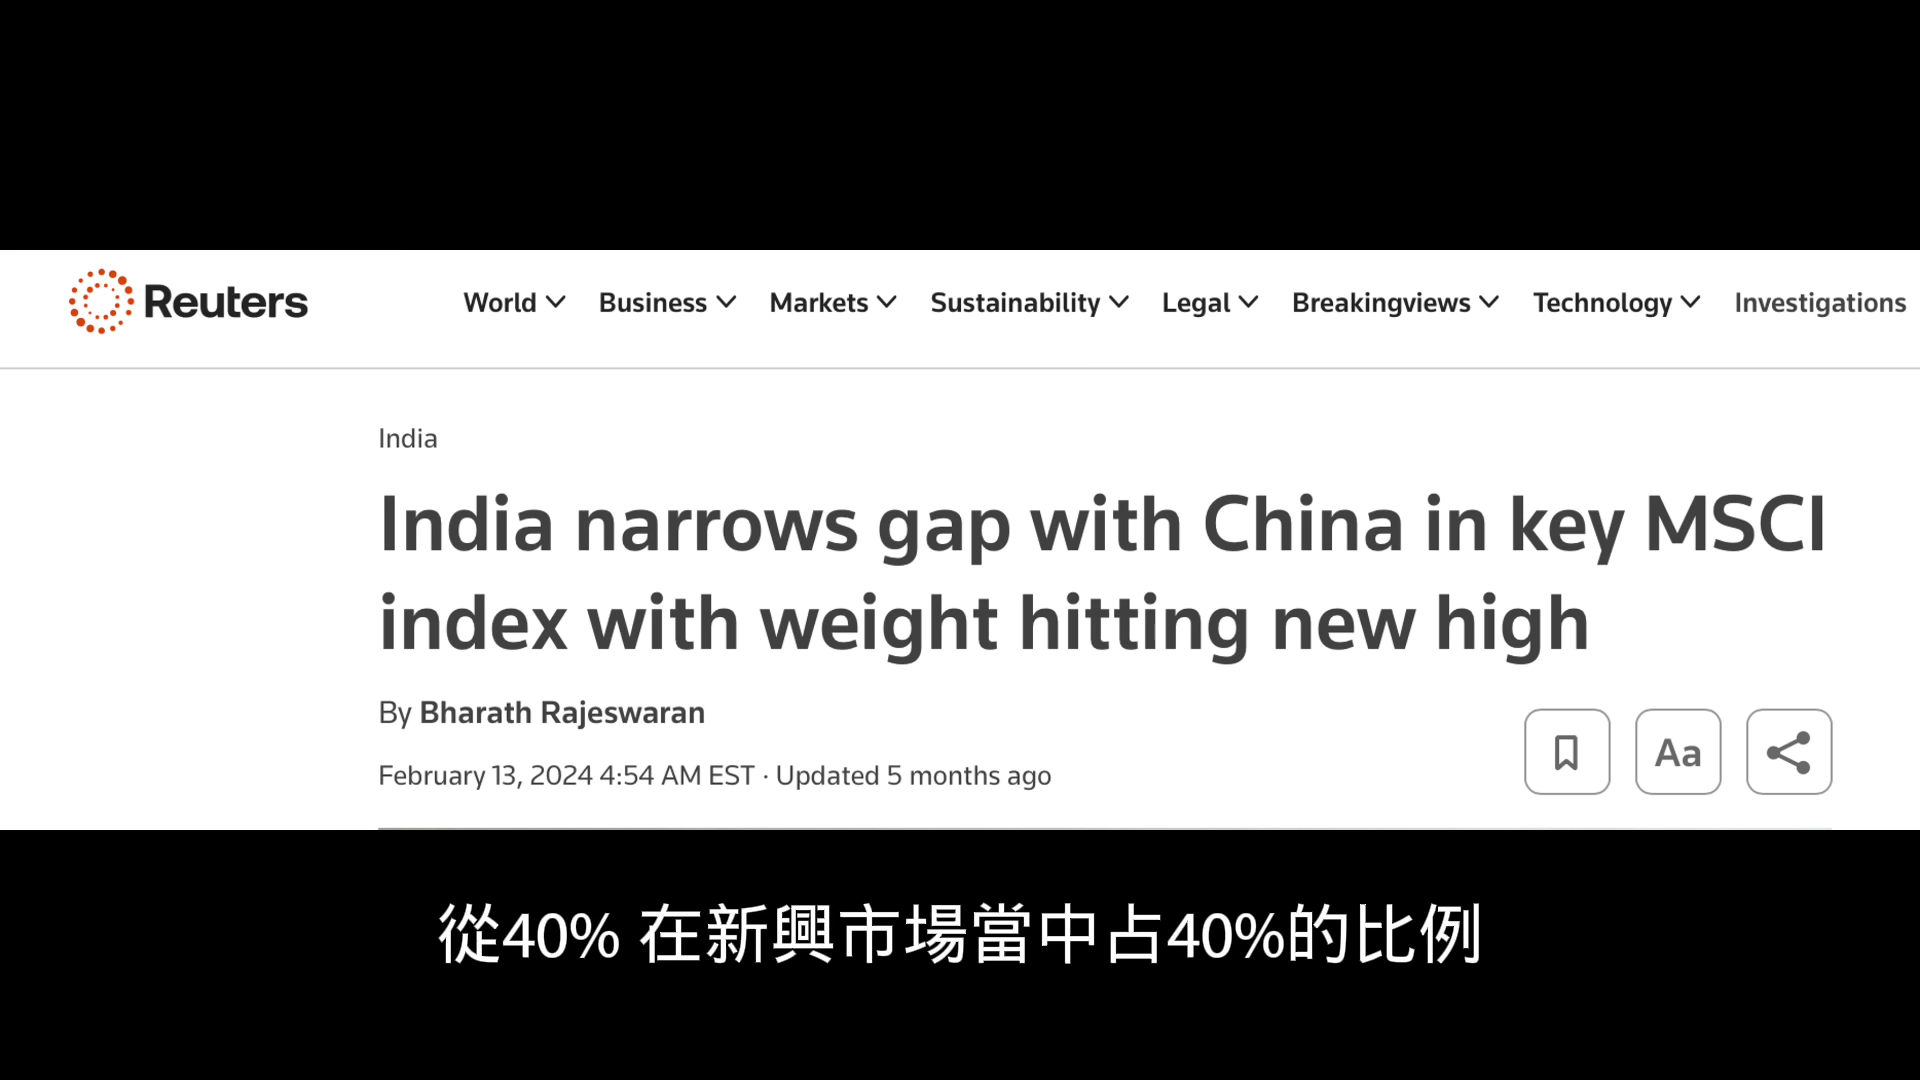 Reuters
World Business Markets Sustainability Legal Breakingviews Technology Investigations
India
India narrows gap with China in key MSCI
index with weight hitting new high
By Bharath Rajeswaran
February 13, 2024 4:54 AM EST · Updated 5 months ago
Aa
從40% 在新興市場當中占40%的比例